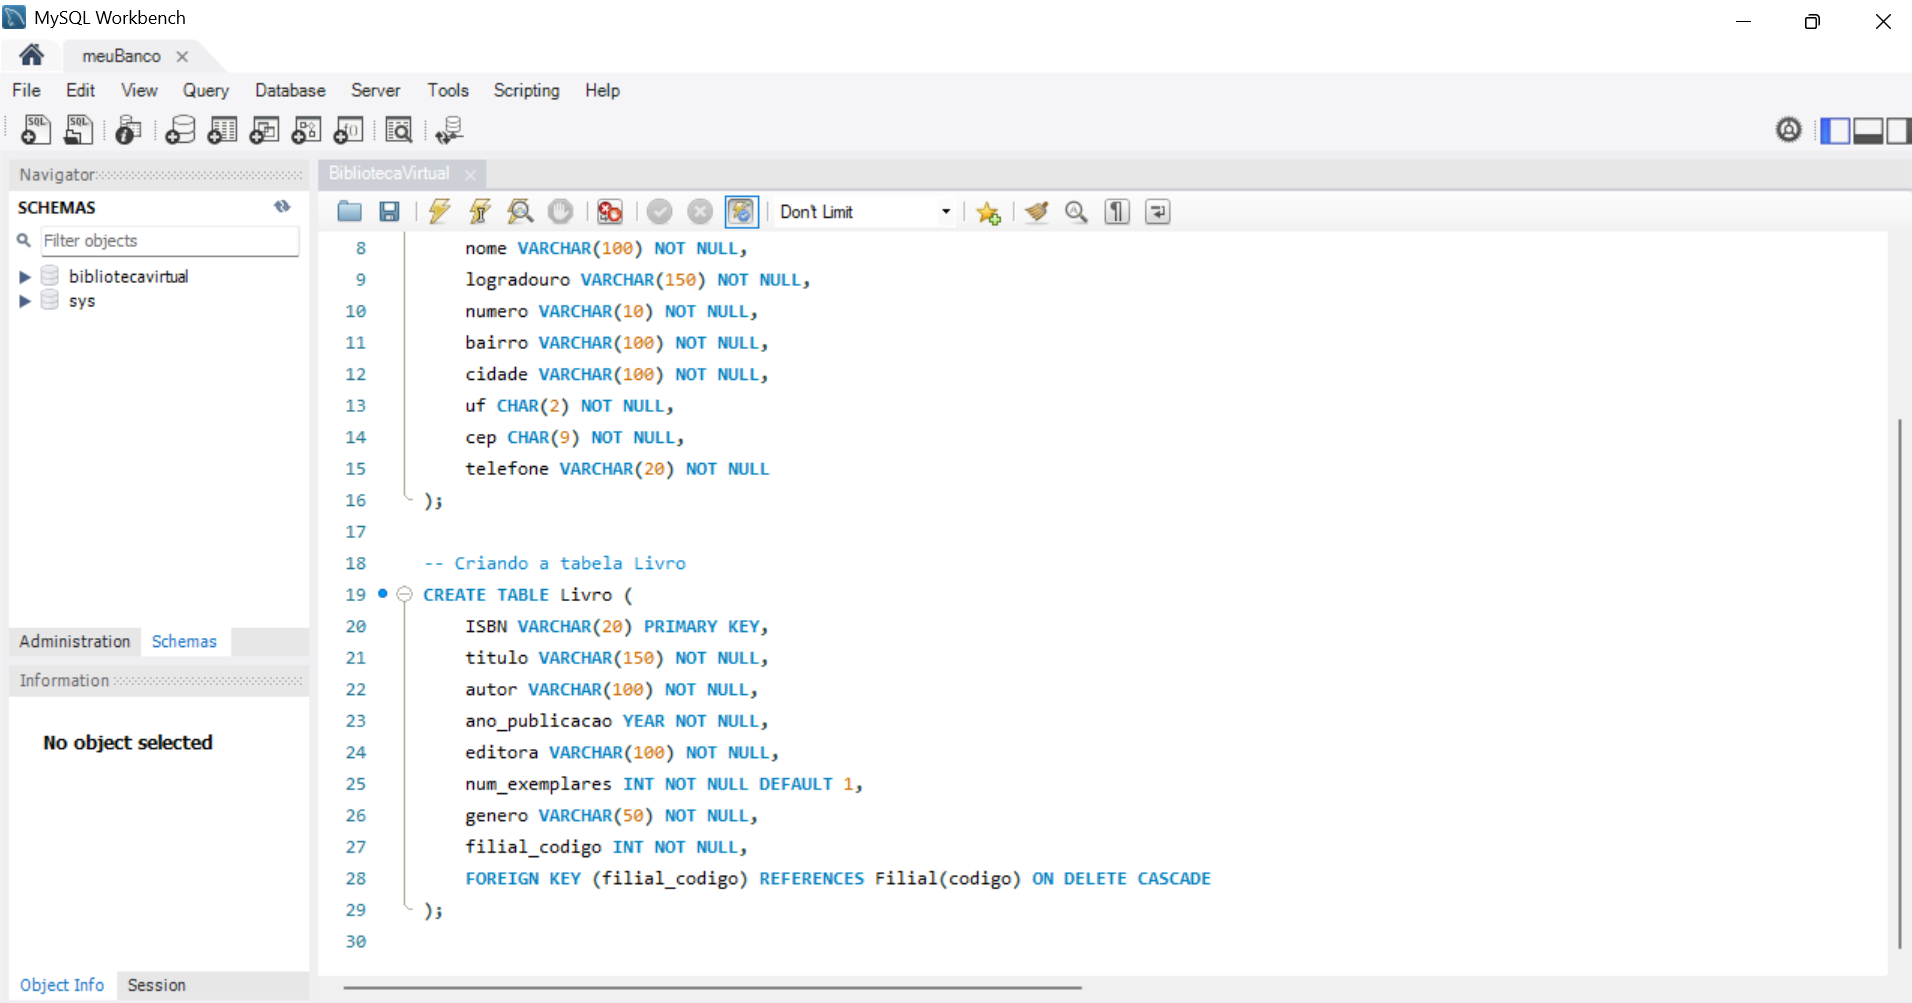 MySQL Workbench
meuBanco
File Edit View Query Database Server Tools Scripting Help
Navigator
SCHEMAS
Filter objects
bibliotecavirtual
sys
Administration Schemas
Information
No object selected
Object Info Session
BibliotecaVirtual
Don't Limit
8 nome VARCHAR(100) NOT NULL,
9 logradouro VARCHAR(150) NOT NULL,
10 numero VARCHAR(10) NOT NULL,
11 bairro VARCHAR(100) NOT NULL,
12 cidade VARCHAR(100) NOT NULL,
13 uf CHAR(2) NOT NULL,
14 cep CHAR(9) NOT NULL,
15 telefone VARCHAR(20) NOT NULL
16 );
17
18 -- Criando a tabela Livro
19 CREATE TABLE Livro (
20 ISBN VARCHAR(20) PRIMARY KEY,
21 titulo VARCHAR(150) NOT NULL,
22 autor VARCHAR(100) NOT NULL,
23 ano_publicacao YEAR NOT NULL,
24 editora VARCHAR(100) NOT NULL,
25 num_exemplares INT NOT NULL DEFAULT 1,
26 genero VARCHAR(50) NOT NULL,
27 filial_codigo INT NOT NULL,
28 FOREIGN KEY (filial_codigo) REFERENCES Filial(codigo) ON DELETE CASCADE
29 );
30